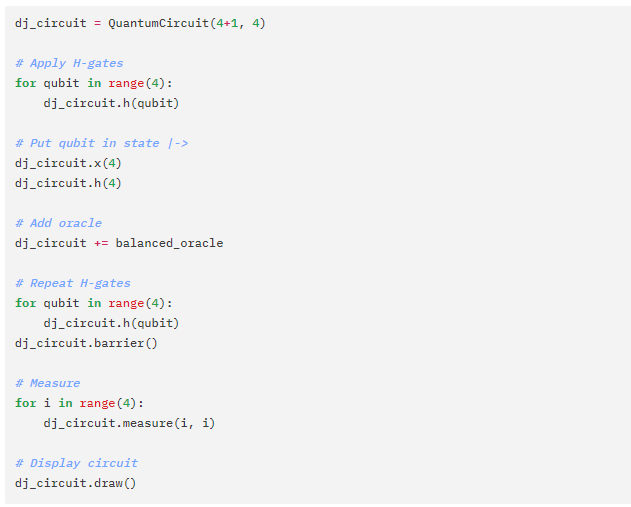 dj_circuit = QuantumCircuit(4+1, 4)
# Apply H-gates
for qubit in range(4):
    dj_circuit.h(qubit)
# Put qubit in state |->
dj_circuit.x(4)
dj_circuit.h(4)
# Add oracle
dj_circuit += balanced_oracle
# Repeat H-gates
for qubit in range(4):
    dj_circuit.h(qubit)
dj_circuit.barrier()
# Measure
for i in range(4):
    dj_circuit.measure(i, i)
# Display circuit
dj_circuit.draw()